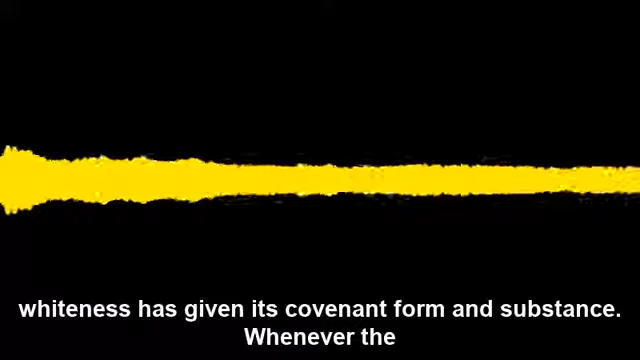 whiteness has given its covenant form and substance.
Whenever the